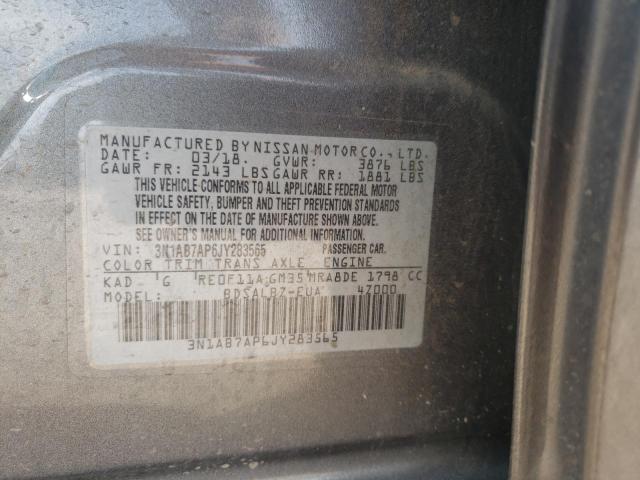 MANUFACTURED BY NISSAN MOTOR CO., LTD.
DATE: 03/18. GVWR: 3876 LBS
GAWR FR: 2143 LBS GAWR RR: 1881 LBS
THIS VEHICLE CONFORMS TO ALL APPLICABLE FEDERAL MOTOR
VEHICLE SAFETY, BUMPER AND THEFT PREVENTION STANDARDS
IN EFFECT ON THE DATE OF MANUFACTURE SHOWN ABOVE.
SEE OWNER'S MANUAL FOR ADDITIONAL INFORMATION.
VIN: 3N1AB7AP6JY283565 PASSENGER CAR.
COLOR TRIM TRANS AXLE ENGINE
KAD G RE0F11A GM35 MRA8DE 1798 CC
MODEL: BDSALBZ-EUA 4Z000
3N1AB7AP6JY283565